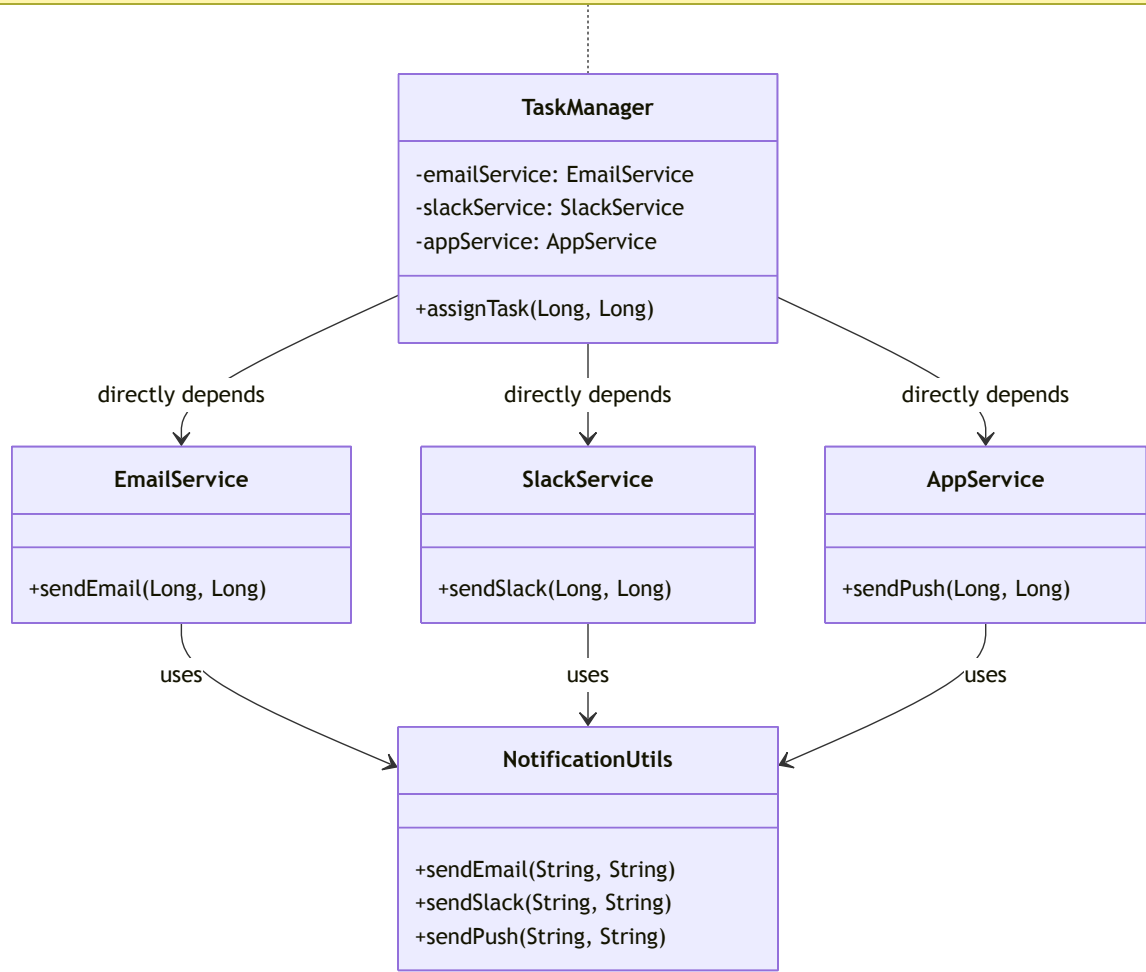 TaskManager
-emailService: EmailService
-slackService: SlackService
-appService: AppService
+assignTask(Long, Long)
directly depends
directly depends
directly depends
EmailService
SlackService
AppService
+sendEmail(Long, Long)
+sendSlack(Long, Long)
+sendPush(Long, Long)
uses
uses
uses
NotificationUtils
+sendEmail(String, String)
+sendSlack(String, String)
+sendPush(String, String)